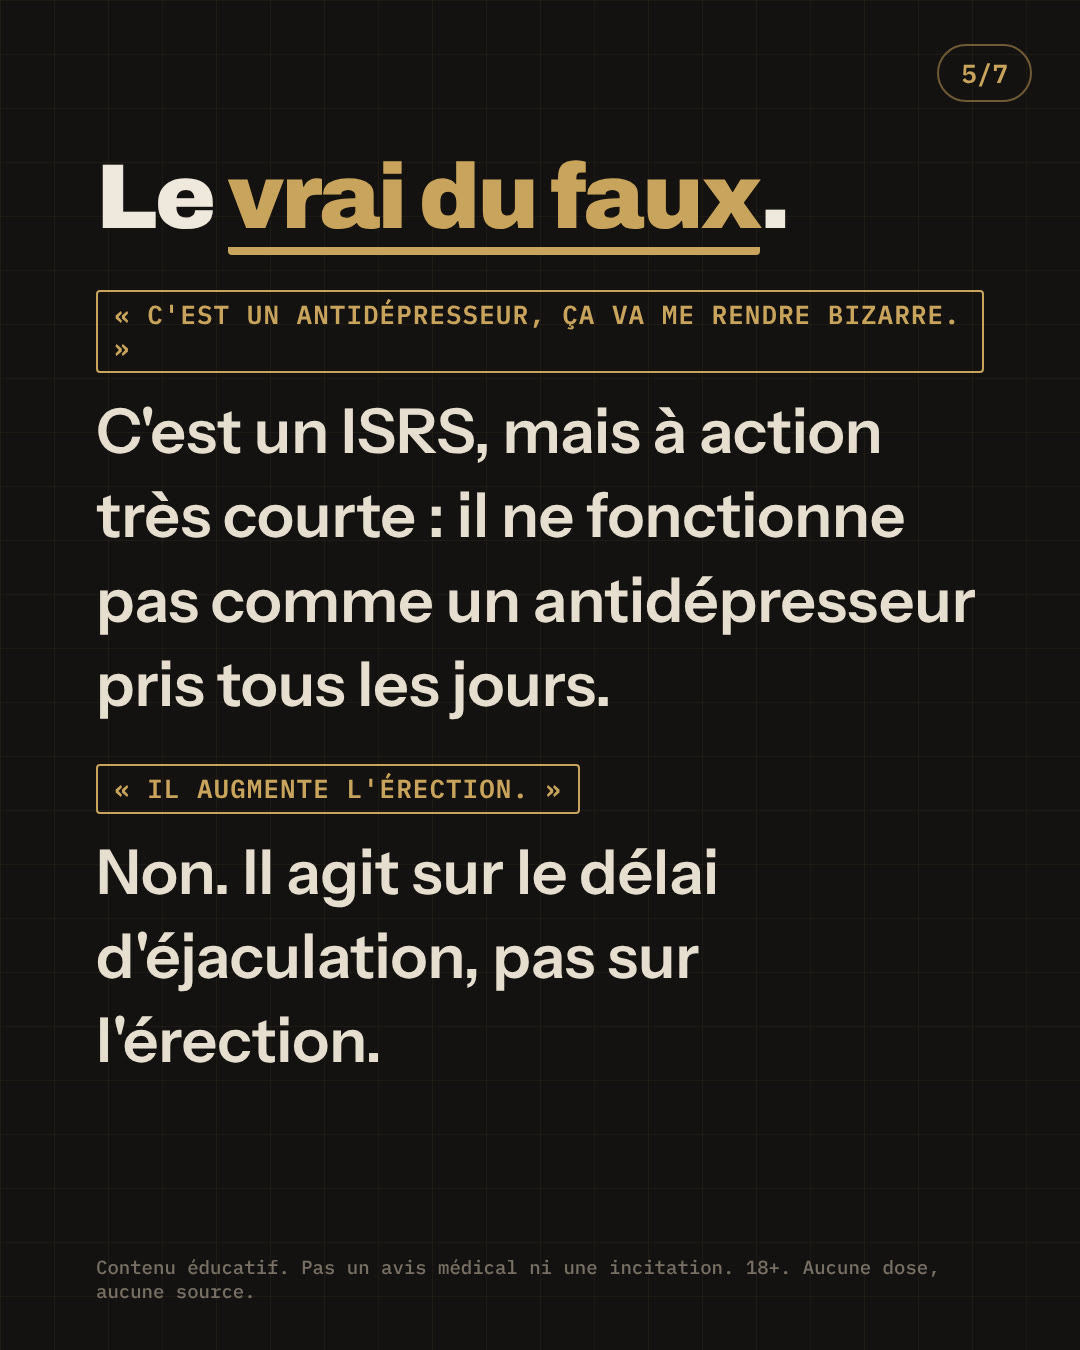 5/7
Le vrai du faux.
« C'EST UN ANTIDÉPRESSEUR, ÇA VA ME RENDRE BIZARRE.
»
C'est un ISRS, mais à action
très courte : il ne fonctionne
pas comme un antidépresseur
pris tous les jours.
« IL AUGMENTE L'ÉRECTION. »
Non. Il agit sur le délai
d'éjaculation, pas sur
l'érection.
Contenu éducatif. Pas un avis médical ni une incitation. 18+. Aucune dose,
aucune source.